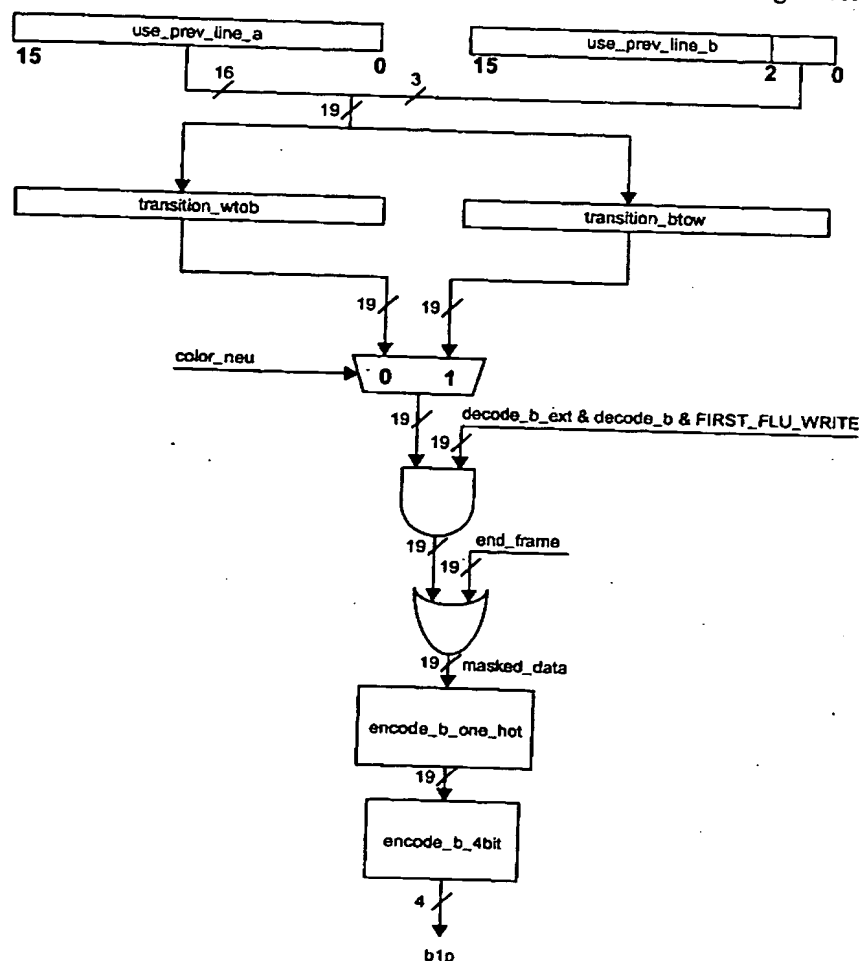 use_prev_line_a
15 0
use_prev_line_b
15 2 0
16 3
19
transition_wtob
transition_btow
19 19
color_neu
0 1
19
decode_b_ext & decode_b & FIRST_FLU_WRITE
19
19
end_frame
19
19
masked_data
encode_b_one_hot
19
encode_b_4bit
4
b1p